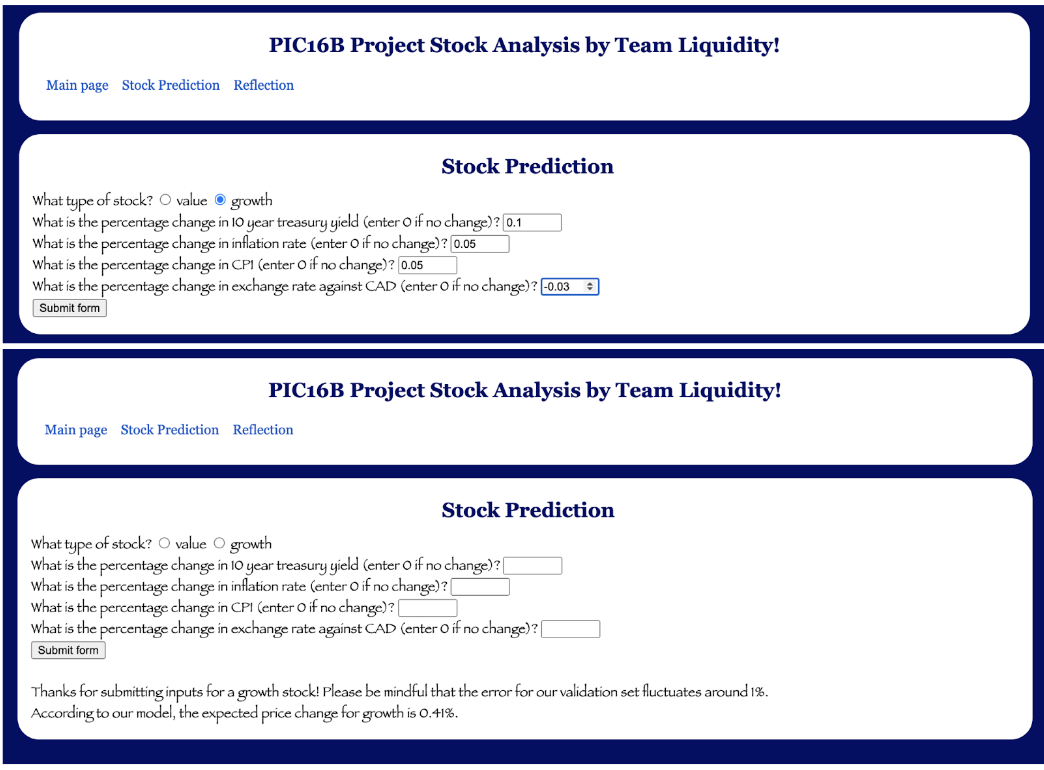 PIC16B Project Stock Analysis by Team Liquidity!
Main page Stock Prediction Reflection
Stock Prediction
What type of stock? value growth
What is the percentage change in 10 year treasury yield (enter 0 if no change)? 0.1
What is the percentage change in inflation rate (enter 0 if no change)? 0.05
What is the percentage change in CPI (enter 0 if no change)? 0.05
What is the percentage change in exchange rate against CAD (enter 0 if no change)? -0.03
Submit form
PIC16B Project Stock Analysis by Team Liquidity!
Main page Stock Prediction Reflection
Stock Prediction
What type of stock? value growth
What is the percentage change in 10 year treasury yield (enter 0 if no change)?
What is the percentage change in inflation rate (enter 0 if no change)?
What is the percentage change in CPI (enter 0 if no change)?
What is the percentage change in exchange rate against CAD (enter 0 if no change)?
Submit form
Thanks for submitting inputs for a growth stock! Please be mindful that the error for our validation set fluctuates around 1%.
According to our model, the expected price change for growth is 0.41%.